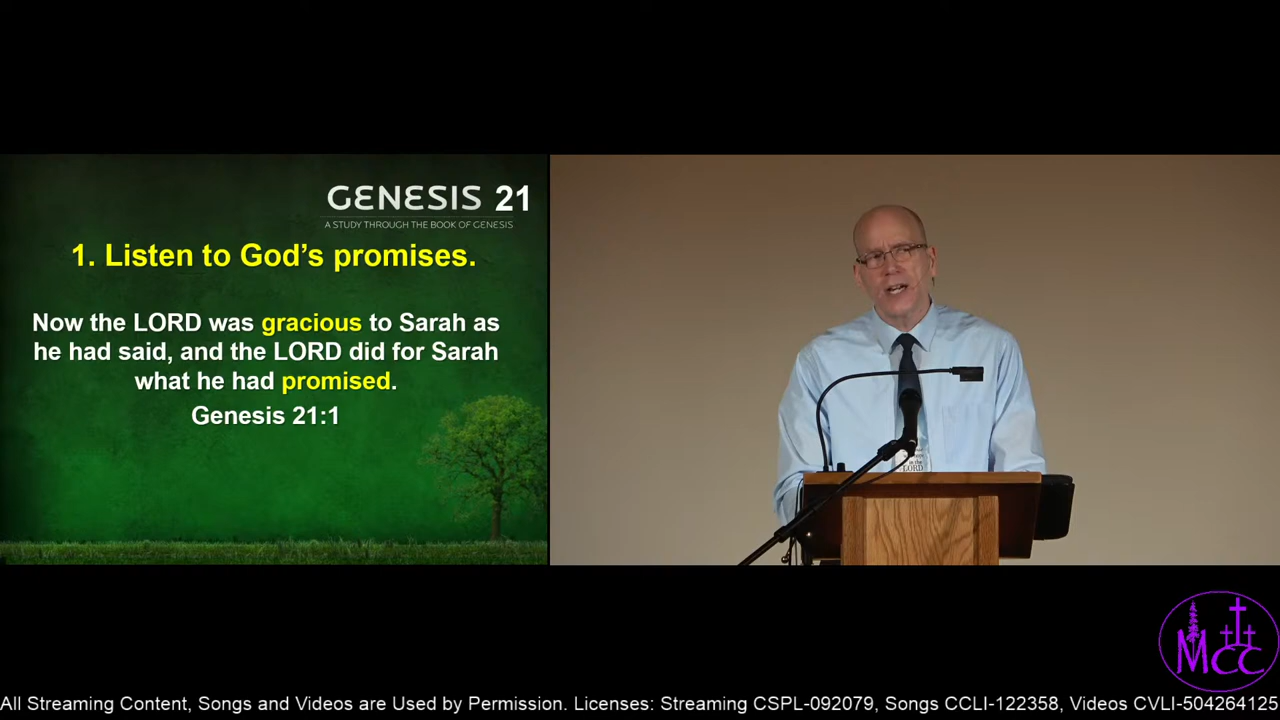 GENESIS 21
A STUDY THROUGH THE BOOK OF GENESIS
1. Listen to God’s promises.
Now the LORD was gracious to Sarah as
he had said, and the LORD did for Sarah
what he had promised.
Genesis 21:1
LORD
MCC
All Streaming Content, Songs and Videos are Used by Permission. Licenses: Streaming CSPL-092079, Songs CCLI-122358, Videos CVLI-504264125